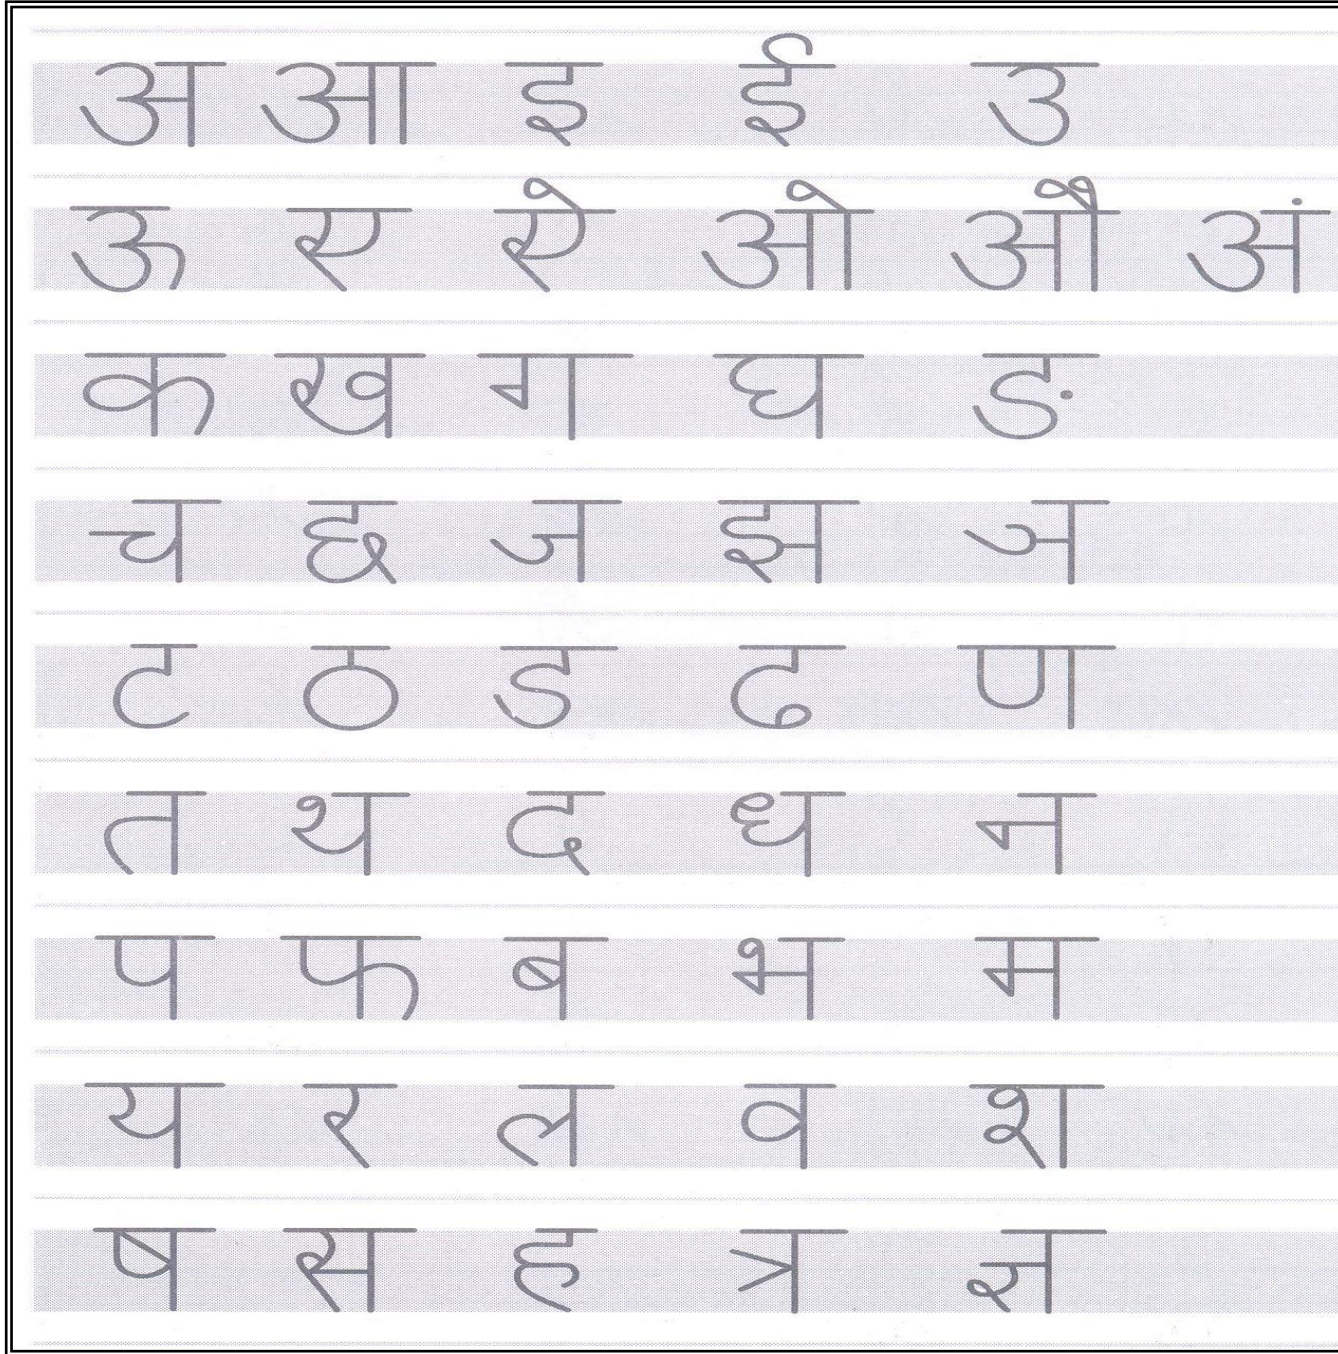 अ आ इ ई उ
ऊ ए ऐ ओ औ अं
क ख ग घ ङ
च छ ज झ ञ
ट ठ ड ढ ण
त थ द ध न
प फ ब भ म
य र ल व श
ष स ह त्र ज्ञ